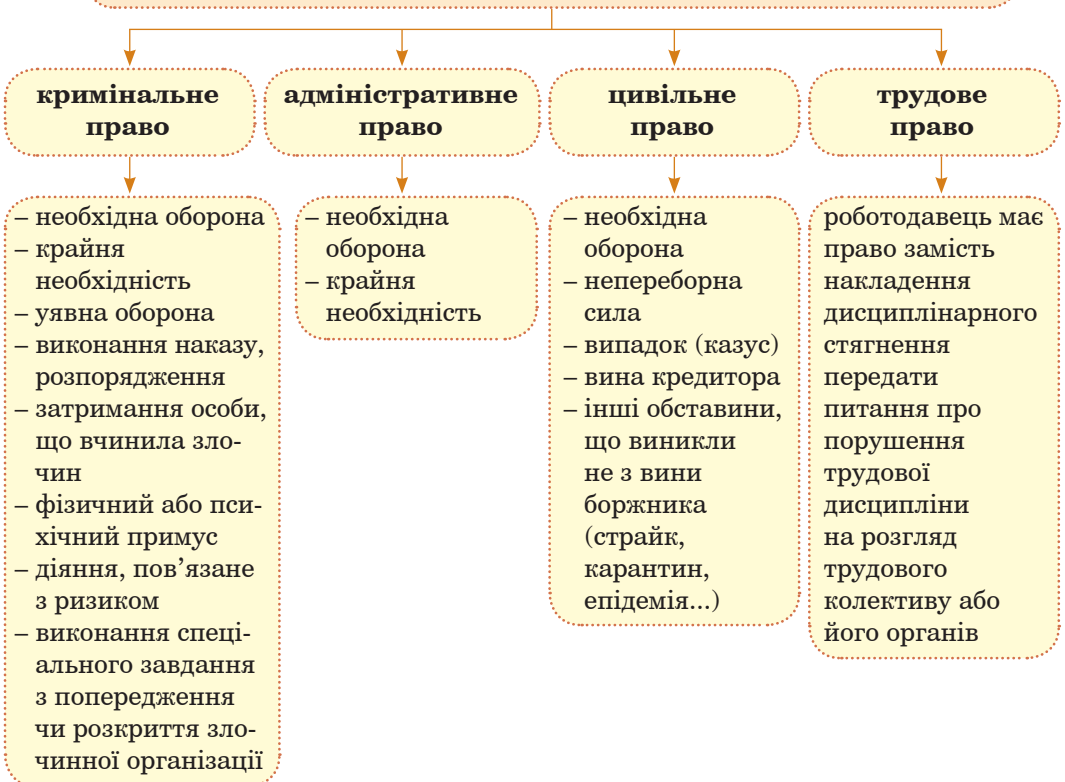 кримінальне
право
адміністративне
право
цивільне
право
трудове
право
– необхідна оборона
– крайня
необхідність
– уявна оборона
– виконання наказу,
розпорядження
– затримання особи,
що вчинила зло-
чин
– фізичний або пси-
хічний примус
– діяння, пов’язане
з ризиком
– виконання спеці-
ального завдання
з попередження
чи розкриття зло-
чинної організації
– необхідна
оборона
– крайня
необхідність
– необхідна
оборона
– непереборна
сила
– випадок (казус)
– вина кредитора
– інші обставини,
що виникли
не з вини
боржника
(страйк,
карантин,
епідемія...)
роботодавець має
право замість
накладення
дисциплінарного
стягнення
передати
питання про
порушення
трудової
дисципліни
на розгляд
трудового
колективу або
його органів